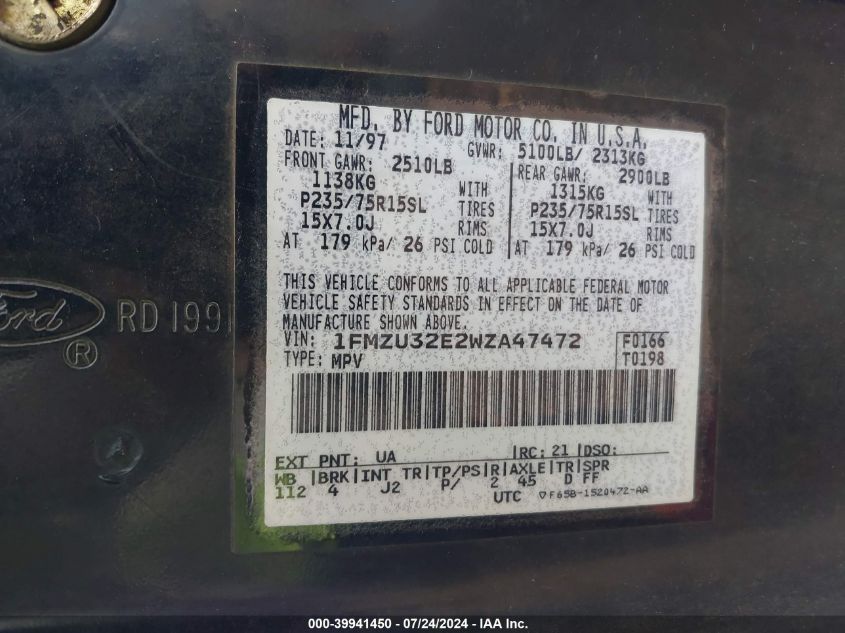 MFD. BY FORD MOTOR CO. IN U.S.A.
DATE: 11/97 GVWR: 5100LB/ 2313KG
FRONT GAWR: 2510LB REAR GAWR: 2900LB
1138KG WITH 1315KG WITH
P235/75R15SL TIRES P235/75R15SL TIRES
15X7.0J RIMS 15X7.0J RIMS
AT 179 kPa/ 26 PSI COLD AT 179 kPa/ 26 PSI COLD
THIS VEHICLE CONFORMS TO ALL APPLICABLE FEDERAL MOTOR
VEHICLE SAFETY STANDARDS IN EFFECT ON THE DATE OF
MANUFACTURE SHOWN ABOVE.
VIN: 1FMZU32E2WZA47472 F0166
TYPE: MPV T0198
EXT PNT: UA RC: 21 DSO:
WB BRK INT TR TP/PS R AXLE TR SPR
112 4 J2 P/ 2 45 D FF
UTC F65B-1520472-AA
Ford ® RD 199
000-39941450 / 07/24/2024 - IAA Inc.